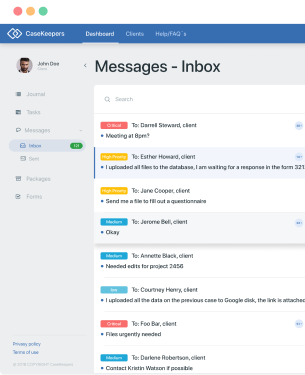 CaseKeepers
Dashboard
Clients
Help/FAQ`s
John Doe
Messages - Inbox
Journal
Tasks
Messages
Inbox
Sent
Packages
Forms
Privacy policy
Terms of use
Search
Critical
To: Darrell Steward, client
Meeting at 8pm?
High Priority
To: Esther Howard, client
I uploaded all files to the database, I am waiting for a response in the form 321
High Priority
To: Jane Cooper, client
Send me a file to fill out a questionnaire
Medium
To: Jerome Bell, client
Okay
Medium
To: Annette Black, client
Needed edits for project 2456
low
To: Courtney Henry, client
I uploaded all the data on the previous case to Google disk, the link is attached
Critical
To: Foo Bar, client
Files urgently needed
Medium
To: Darlene Robertson, client
Contact Kristin Watson if possible